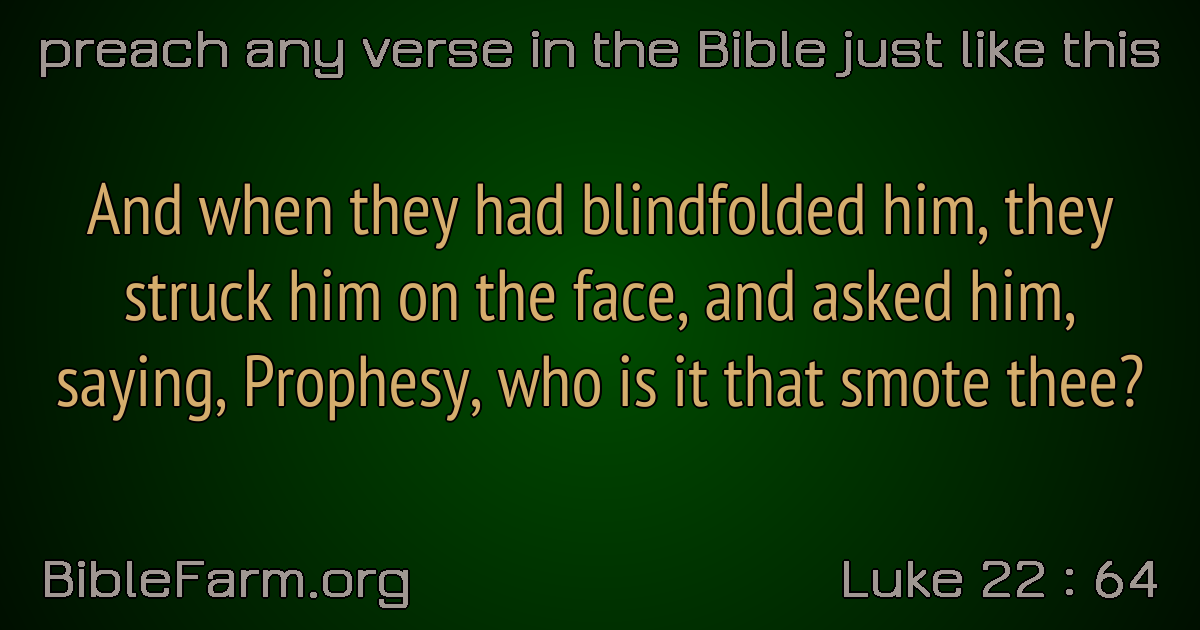 preach any verse in the Bible just like this
And when they had blindfolded him, they
struck him on the face, and asked him,
saying, Prophesy, who is it that smote thee?
BibleFarm.org
Luke 22 : 64